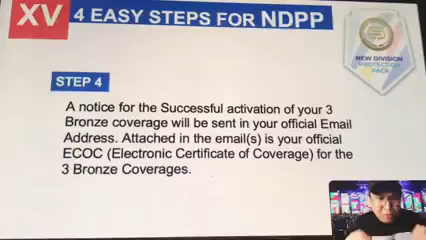 XV 4 EASY STEPS FOR NDPP
NEW DIVISION
PROTECTION
PACK
STEP 4
A notice for the Successful activation of your 3
Bronze coverage will be sent in your official Email
Address. Attached in the email(s) is your official
ECOC (Electronic Certificate of Coverage) for the
3 Bronze Coverages.